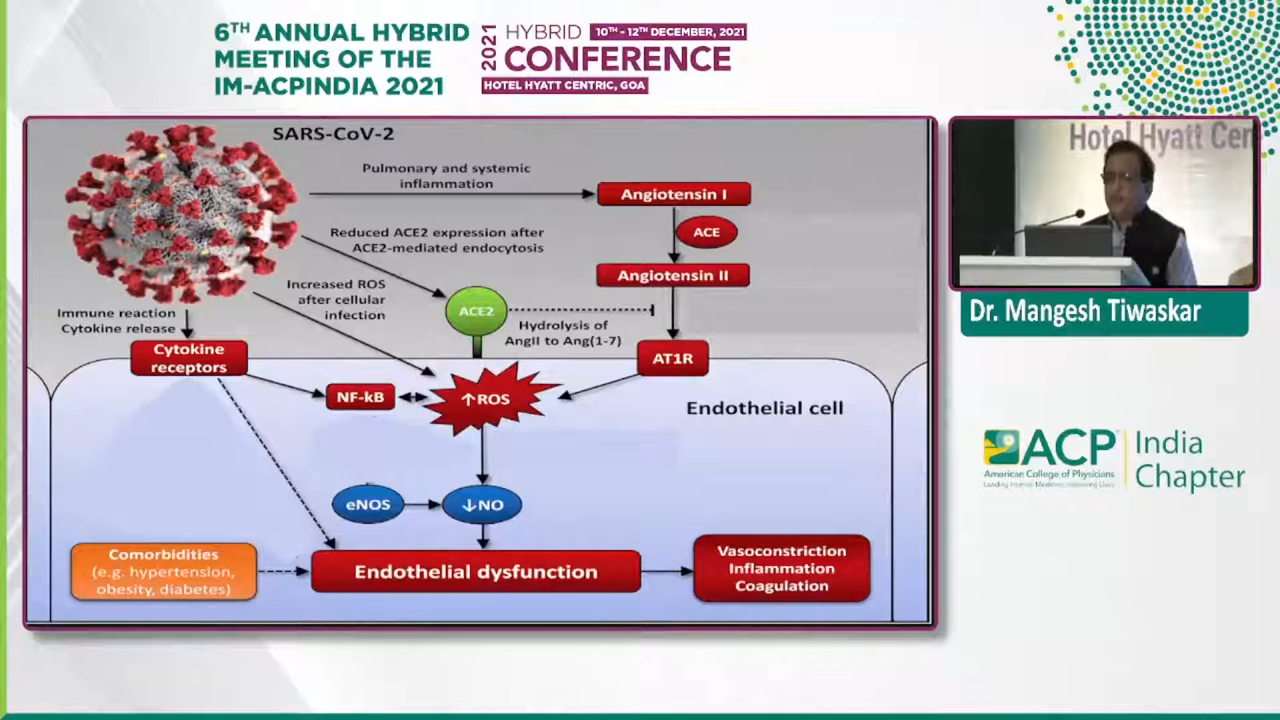 6TH ANNUAL HYBRID
MEETING OF THE
IM-ACPINDIA 2021
2021
HYBRID
10TH - 12TH DECEMBER, 2021
CONFERENCE
HOTEL HYATT CENTRIC, GOA
SARS-CoV-2
Pulmonary and systemic
inflammation
Angiotensin I
ACE
Reduced ACE2 expression after
ACE2-mediated endocytosis
Angiotensin II
Increased ROS
after cellular
infection
ACE2
Hydrolysis of
AngII to Ang(1-7)
Immune reaction
Cytokine release
Cytokine
receptors
AT1R
NF-kB
↑ROS
Endothelial cell
eNOS
↓NO
Comorbidities
(e.g. hypertension,
obesity, diabetes)
Endothelial dysfunction
Vasoconstriction
Inflammation
Coagulation
Hotel Hyatt Cen
Dr. Mangesh Tiwaskar
ACP
American College of Physicians
Leading Internal Medicine, Improving Lives
India
Chapter